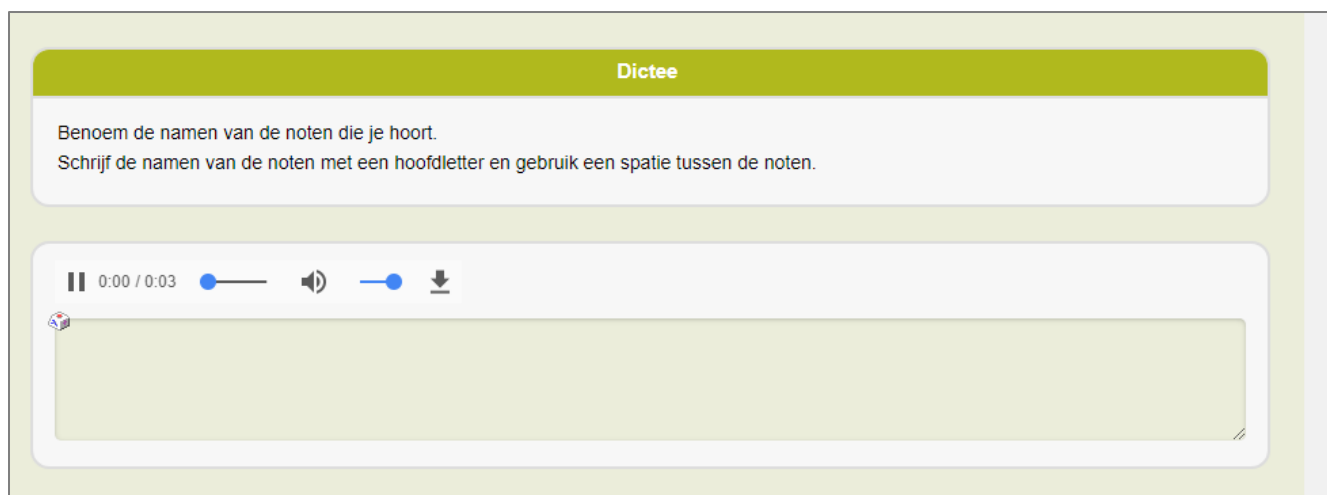 Dictee
Benoem de namen van de noten die je hoort.
Schrijf de namen van de noten met een hoofdletter en gebruik een spatie tussen de noten.
0:00 / 0:03